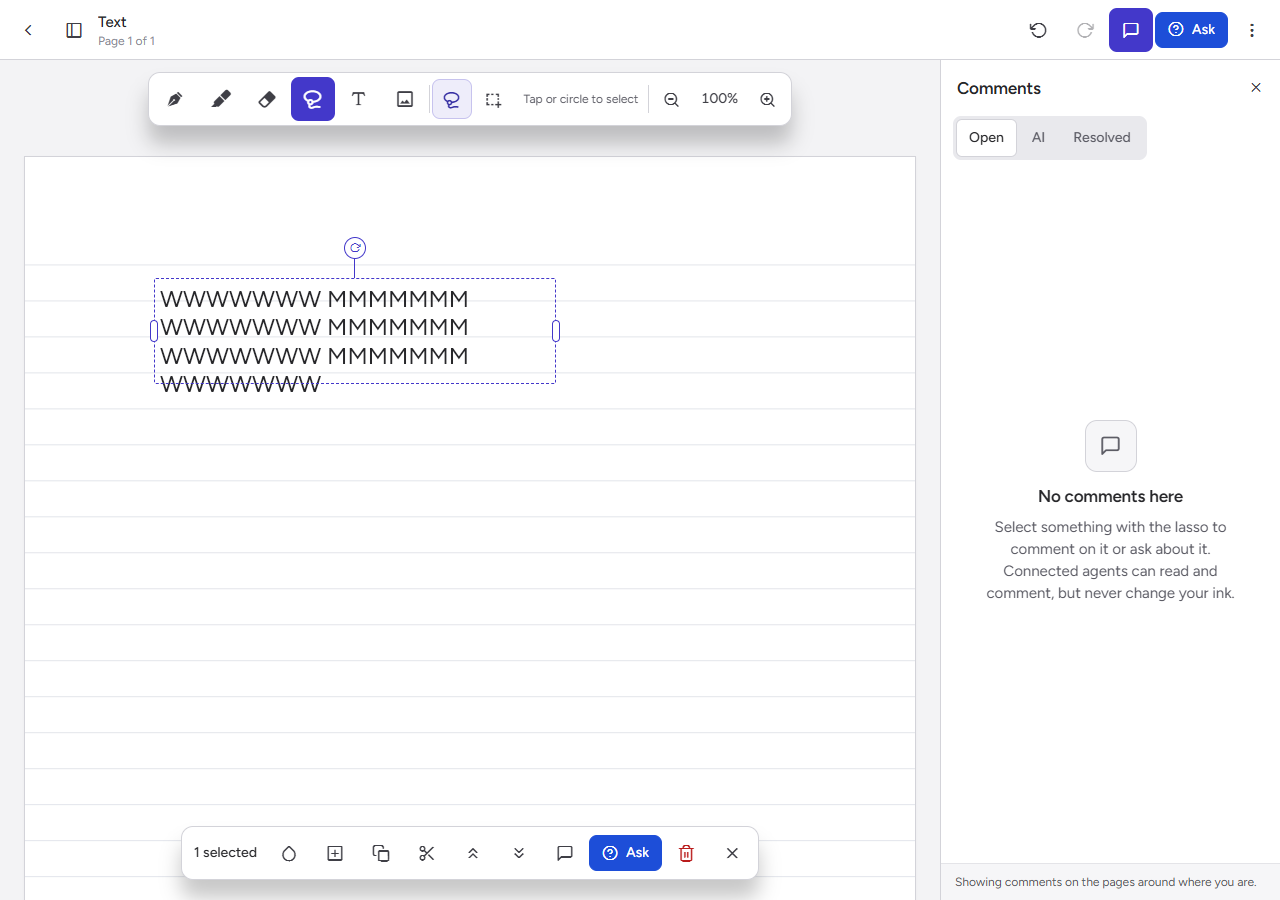 Text
Page 1 of 1
Ask
Tap or circle to select
100%
WWWWWWWW MMMMMMM
WWWWWWWW MMMMMMM
WWWWWWWW MMMMMMM
WWWWWWWW
1 selected
Ask
Comments
Open
AI
Resolved
No comments here
Select something with the lasso to
comment on it or ask about it.
Connected agents can read and
comment, but never change your ink.
Showing comments on the pages around where you are.